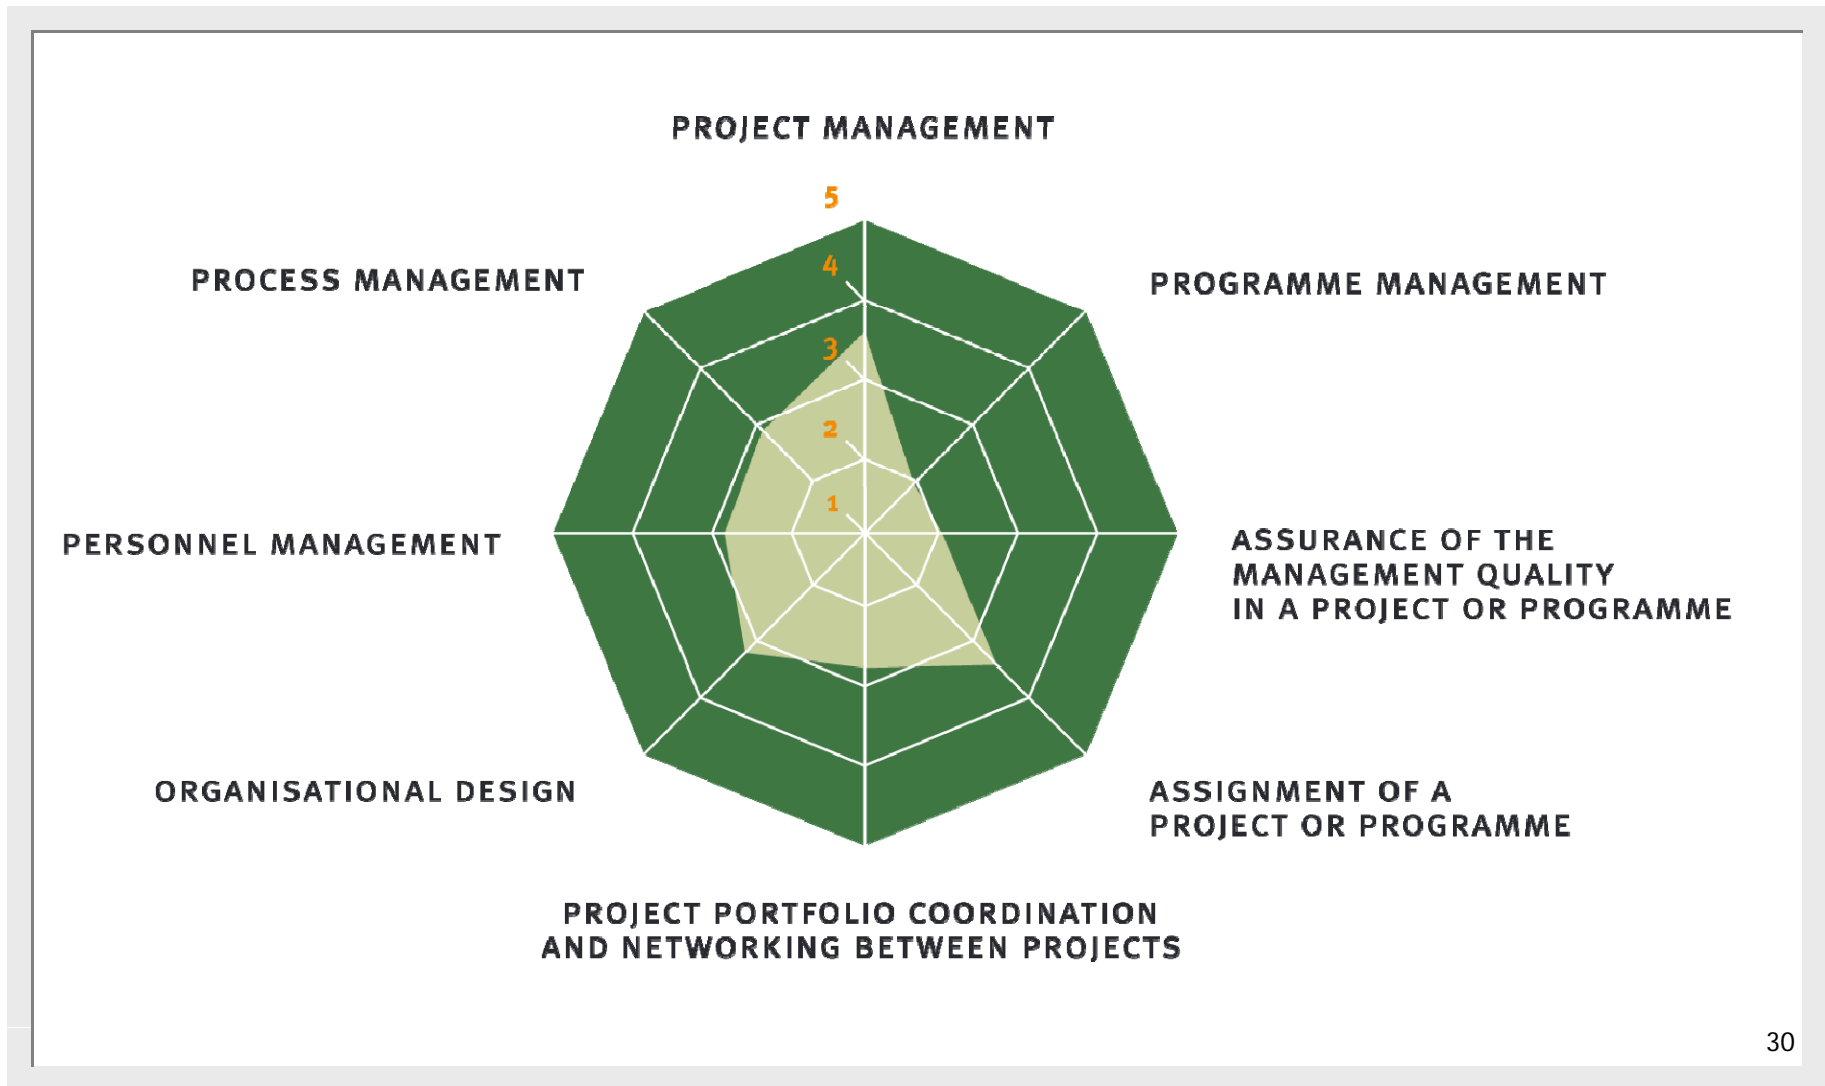 PROJECT MANAGEMENT
5
4
PROCESS MANAGEMENT
PROGRAMME MANAGEMENT
3
2
1
PERSONNEL MANAGEMENT
ASSURANCE OF THE
MANAGEMENT QUALITY
IN A PROJECT OR PROGRAMME
ORGANISATIONAL DESIGN
ASSIGNMENT OF A
PROJECT OR PROGRAMME
PROJECT PORTFOLIO COORDINATION
AND NETWORKING BETWEEN PROJECTS
30